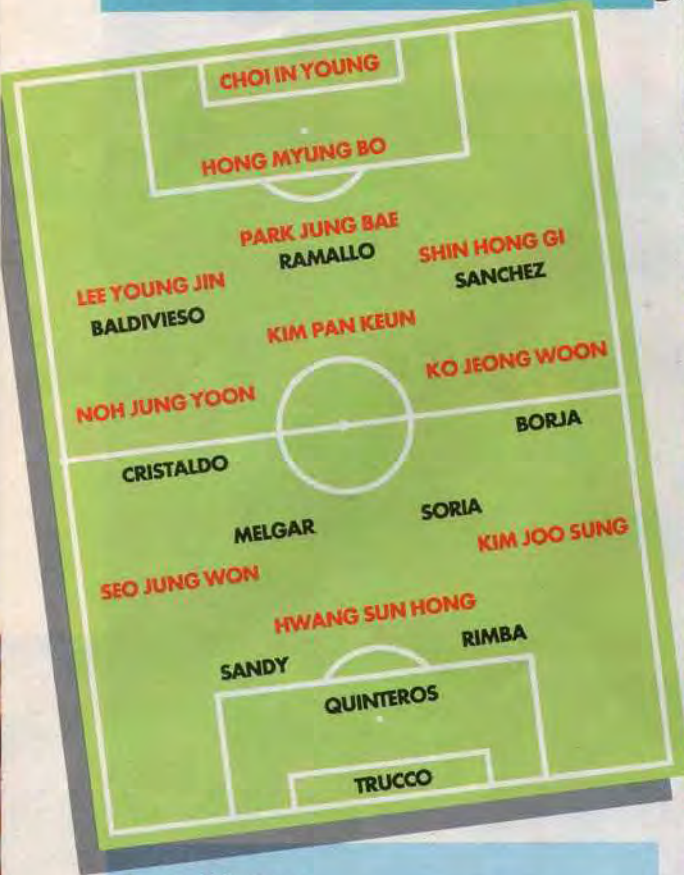 CHOI IN YOUNG
HONG MYUNG BO
PARK JUNG BAE
RAMALLO
SHIN HONG GI
SANCHEZ
LEE YOUNG JIN
BALDIVIESO
KIM PAN KEUN
KO JEONG WOON
NOH JUNG YOON
BORJA
CRISTALDO
SORIA
MELGAR
KIM JOO SUNG
SEO JUNG WON
HWANG SUN HONG
RIMBA
SANDY
QUINTEROS
TRUCCO